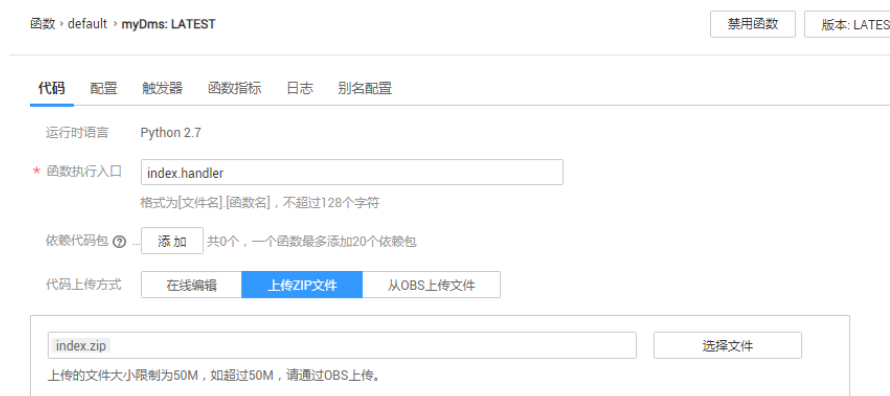 函数 › default › myDms: LATEST 禁用函数 版本: LATES
代码 配置 触发器 函数指标 日志 别名配置
运行时语言 Python 2.7
* 函数执行入口 index.handler
格式为[文件名].[函数名]，不超过128个字符
依赖代码包 ? ... 添加 共0个，一个函数最多添加20个依赖包
代码上传方式 在线编辑 上传ZIP文件 从OBS上传文件
index.zip 选择文件
上传的文件大小限制为50M，如超过50M，请通过OBS上传。